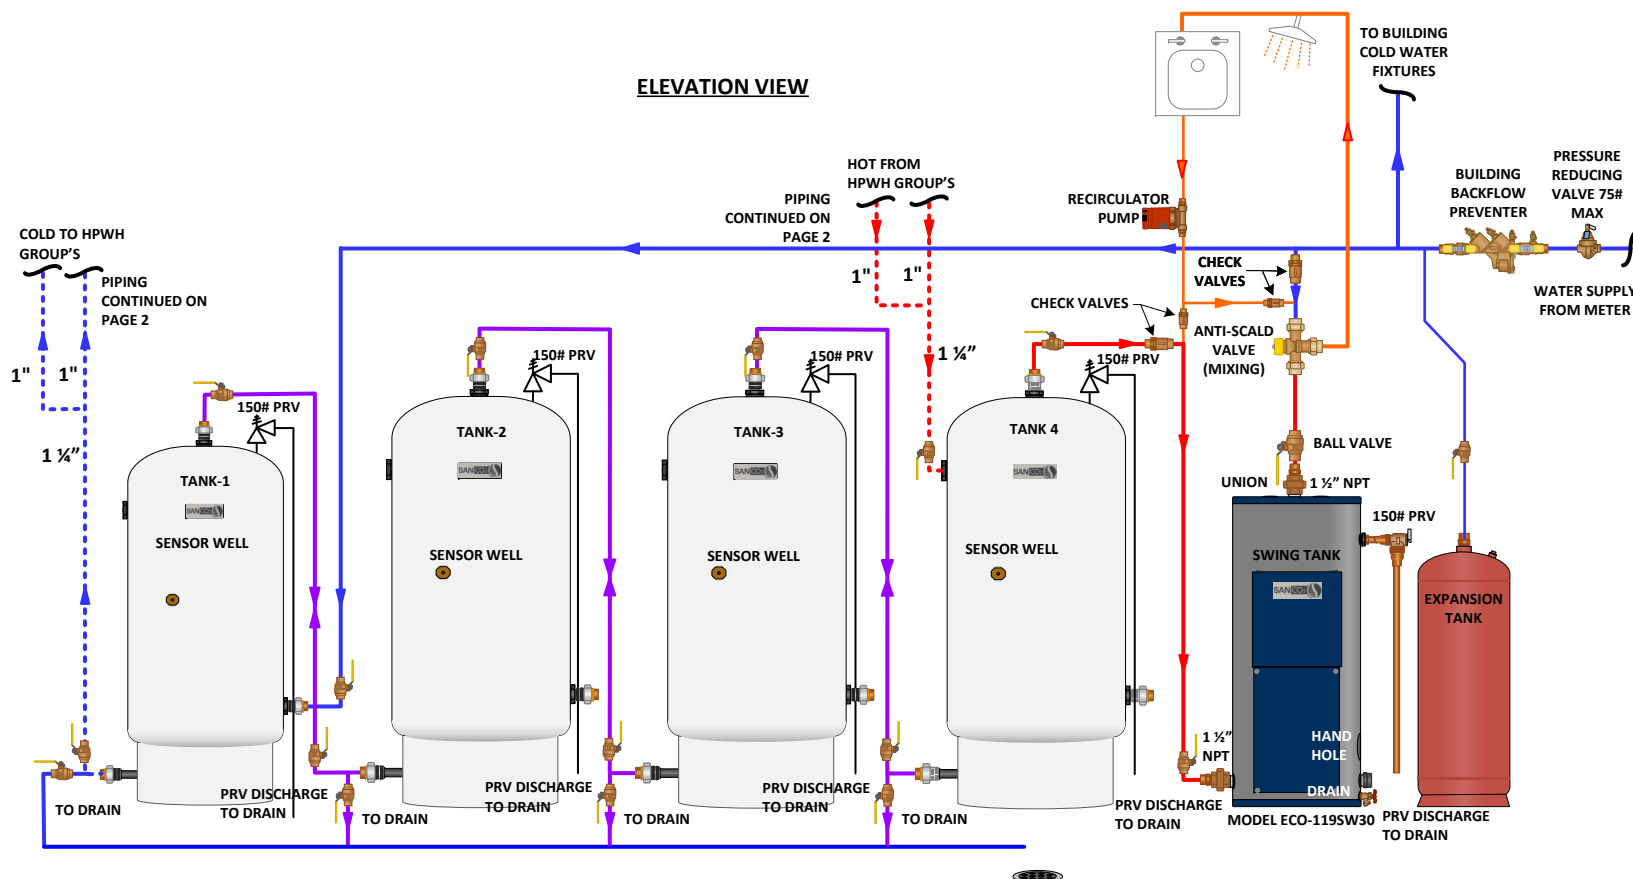 ELEVATION VIEW
TO BUILDING
COLD WATER
FIXTURES
HOT FROM
HPWH GROUP'S
PIPING
CONTINUED ON
PAGE 2
RECIRCULATOR
PUMP
BUILDING
BACKFLOW
PREVENTER
PRESSURE
REDUCING
VALVE 75#
MAX
COLD TO HPWH
GROUP'S
PIPING
CONTINUED ON
PAGE 2
1"
1"
CHECK
VALVES
WATER SUPPLY
FROM METER
CHECK VALVES
ANTI-SCALD
VALVE
(MIXING)
1"
1"
1 ¼"
150# PRV
150# PRV
1 ¼"
150# PRV
150# PRV
TANK-1
TANK-2
TANK-3
TANK 4
BALL VALVE
UNION
1 ½" NPT
150# PRV
SANCO
SANCO
SANCO
SANCO
SENSOR WELL
SENSOR WELL
SENSOR WELL
SENSOR WELL
SWING TANK
SANCO
EXPANSION
TANK
1 ½"
NPT
HAND
HOLE
DRAIN
TO DRAIN
PRV DISCHARGE
TO DRAIN
TO DRAIN
PRV DISCHARGE
TO DRAIN
TO DRAIN
PRV DISCHARGE
TO DRAIN
TO DRAIN
PRV DISCHARGE
TO DRAIN
MODEL ECO-119SW30
PRV DISCHARGE
TO DRAIN